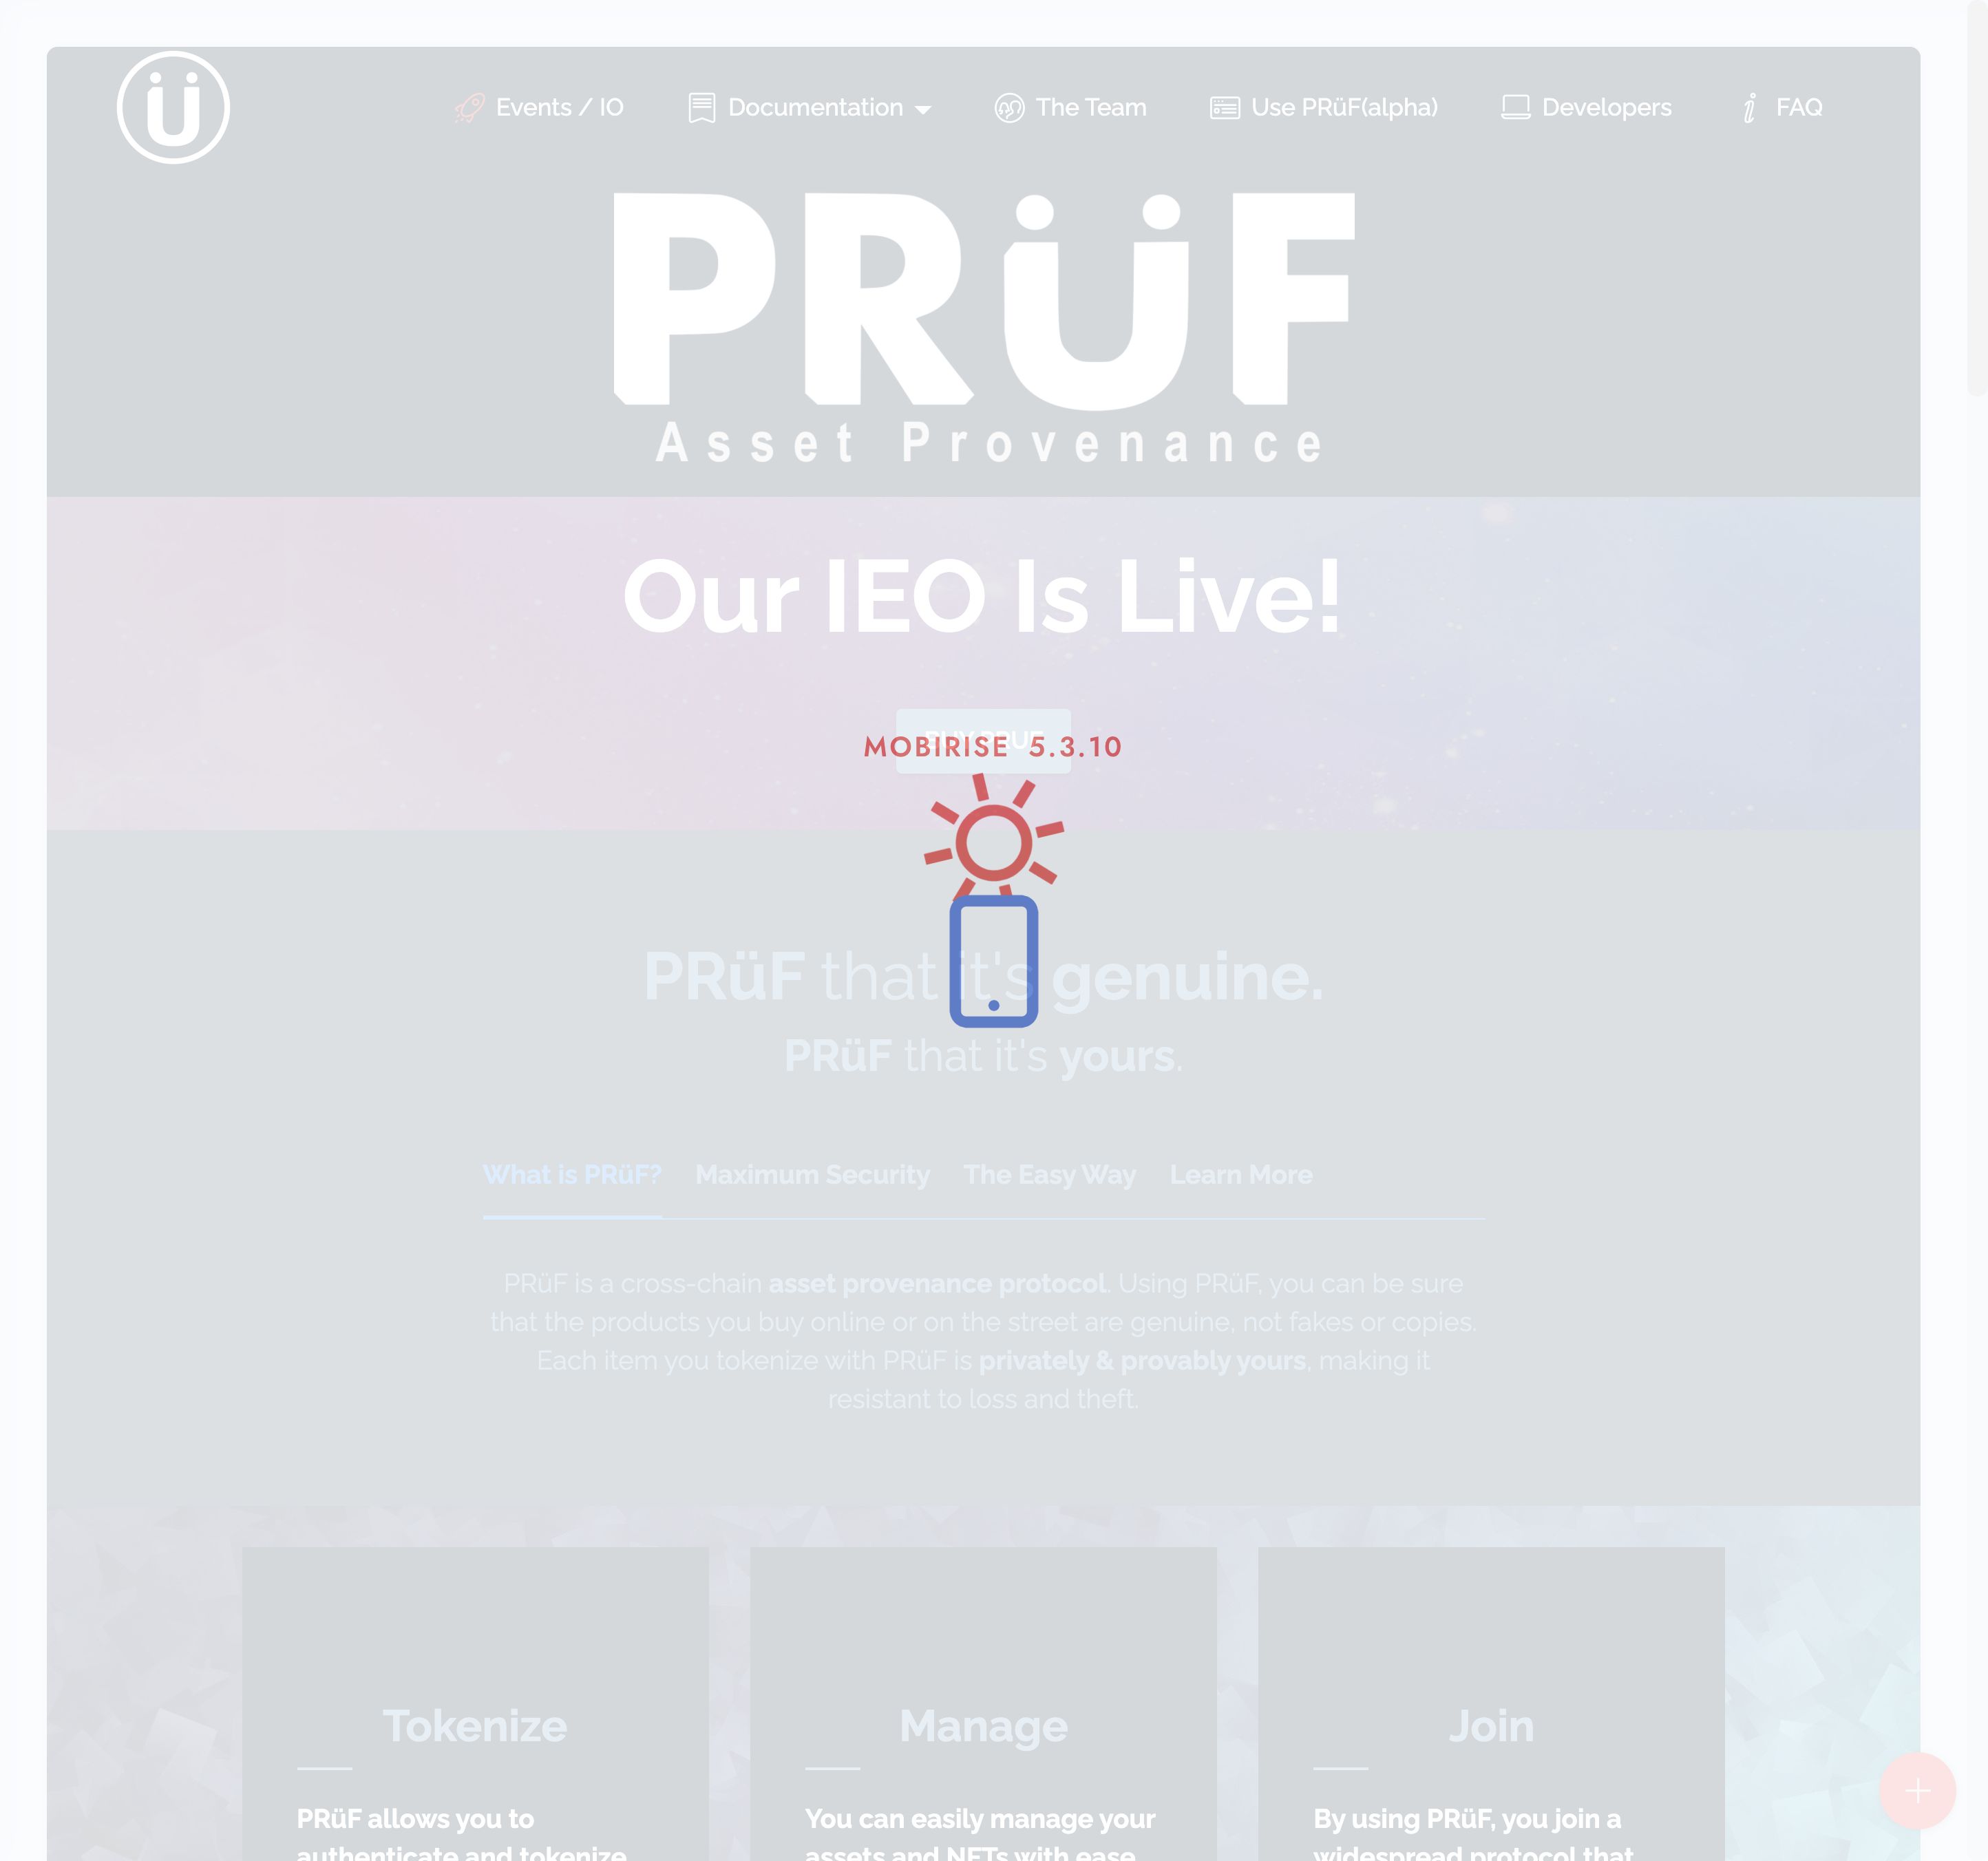 Ü
Events / IO
Documentation
The Team
Use PRüF(alpha)
Developers
FAQ
PRÜF
Asset Provenance
Our IEO Is Live!
BUY PRUF
MOBIRISE 5.3.10
PRüF that it's genuine.
PRüF that it's yours.
What is PRüF?
Maximum Security
The Easy Way
Learn More
PRüF is a cross-chain asset provenance protocol. Using PRüF, you can be sure
that the products you buy online or on the street are genuine, not fakes or copies.
Each item you tokenize with PRüF is privately & provably yours, making it
resistant to loss and theft.
Tokenize
PRüF allows you to
authenticate and tokenize
Manage
You can easily manage your
assets and NFTs with ease
Join
By using PRüF, you join a
widespread protocol that